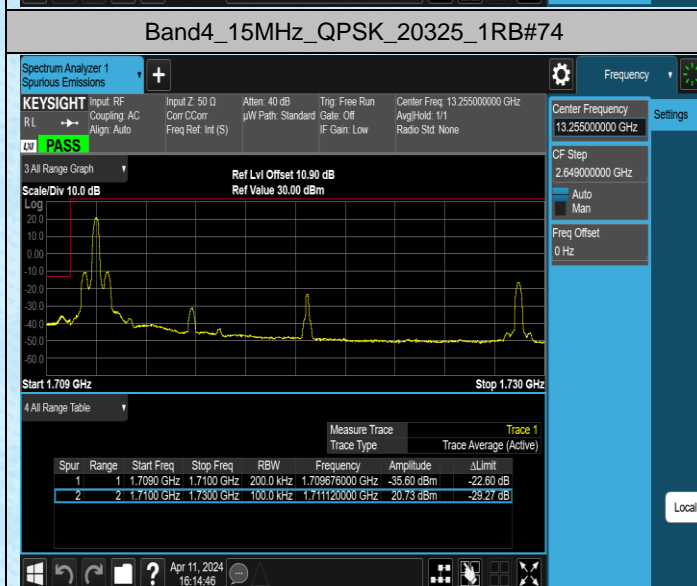 Band4_15MHz_QPSK_20325_1RB#74
Spectrum Analyzer 1
Spurious Emissions
Frequency
KEYSIGHT Input: RF Input Z: 50 Ω Atten: 40 dB Trig: Free Run Center Freq: 13.255000000 GHz
RL Coupling: AC Corr CCorr µW Path: Standard Gate: Off Avg|Hold: 1/1
Align: Auto Freq Ref: Int (S) IF Gain: Low Radio Std: None
LXI PASS
Center Frequency
13.255000000 GHz
Settings
CF Step
2.649000000 GHz
Auto
Man
Freq Offset
0 Hz
3 All Range Graph
Ref Lvl Offset 10.90 dB
Scale/Div 10.0 dB Ref Value 30.00 dBm
Log
20.0
10.0
0.00
-10.0
-20.0
-30.0
-40.0
-50.0
-60.0
Start 1.709 GHz Stop 1.730 GHz
4 All Range Table
Measure Trace Trace 1
Trace Type Trace Average (Active)
Spur Range Start Freq Stop Freq RBW Frequency Amplitude ΔLimit
1 1 1.7090 GHz 1.7100 GHz 200.0 kHz 1.709676000 GHz -35.60 dBm -22.60 dB
2 2 1.7100 GHz 1.7300 GHz 100.0 kHz 1.711120000 GHz 20.73 dBm -29.27 dB
Local
? Apr 11, 2024
16:14:46